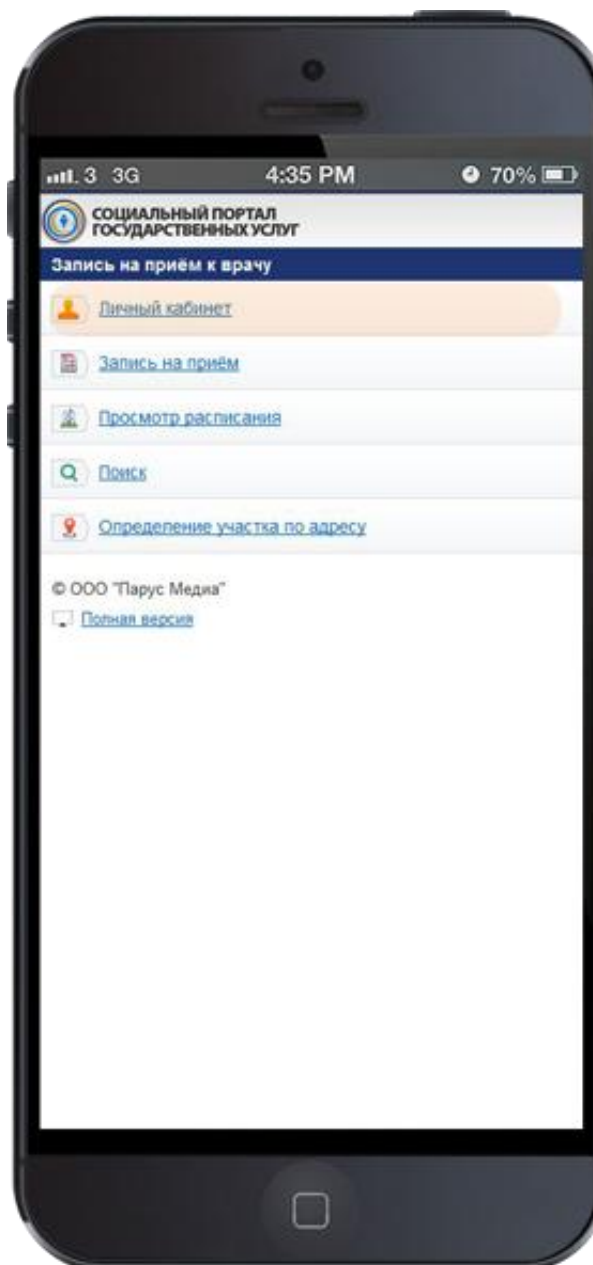 3 3G 4:35 PM 70%
СОЦИАЛЬНЫЙ ПОРТАЛ
ГОСУДАРСТВЕННЫХ УСЛУГ
Запись на приём к врачу
Личный кабинет
Запись на приём
Просмотр расписания
Поиск
Определение участка по адресу
© ООО "Парус Медиа"
Полная версия